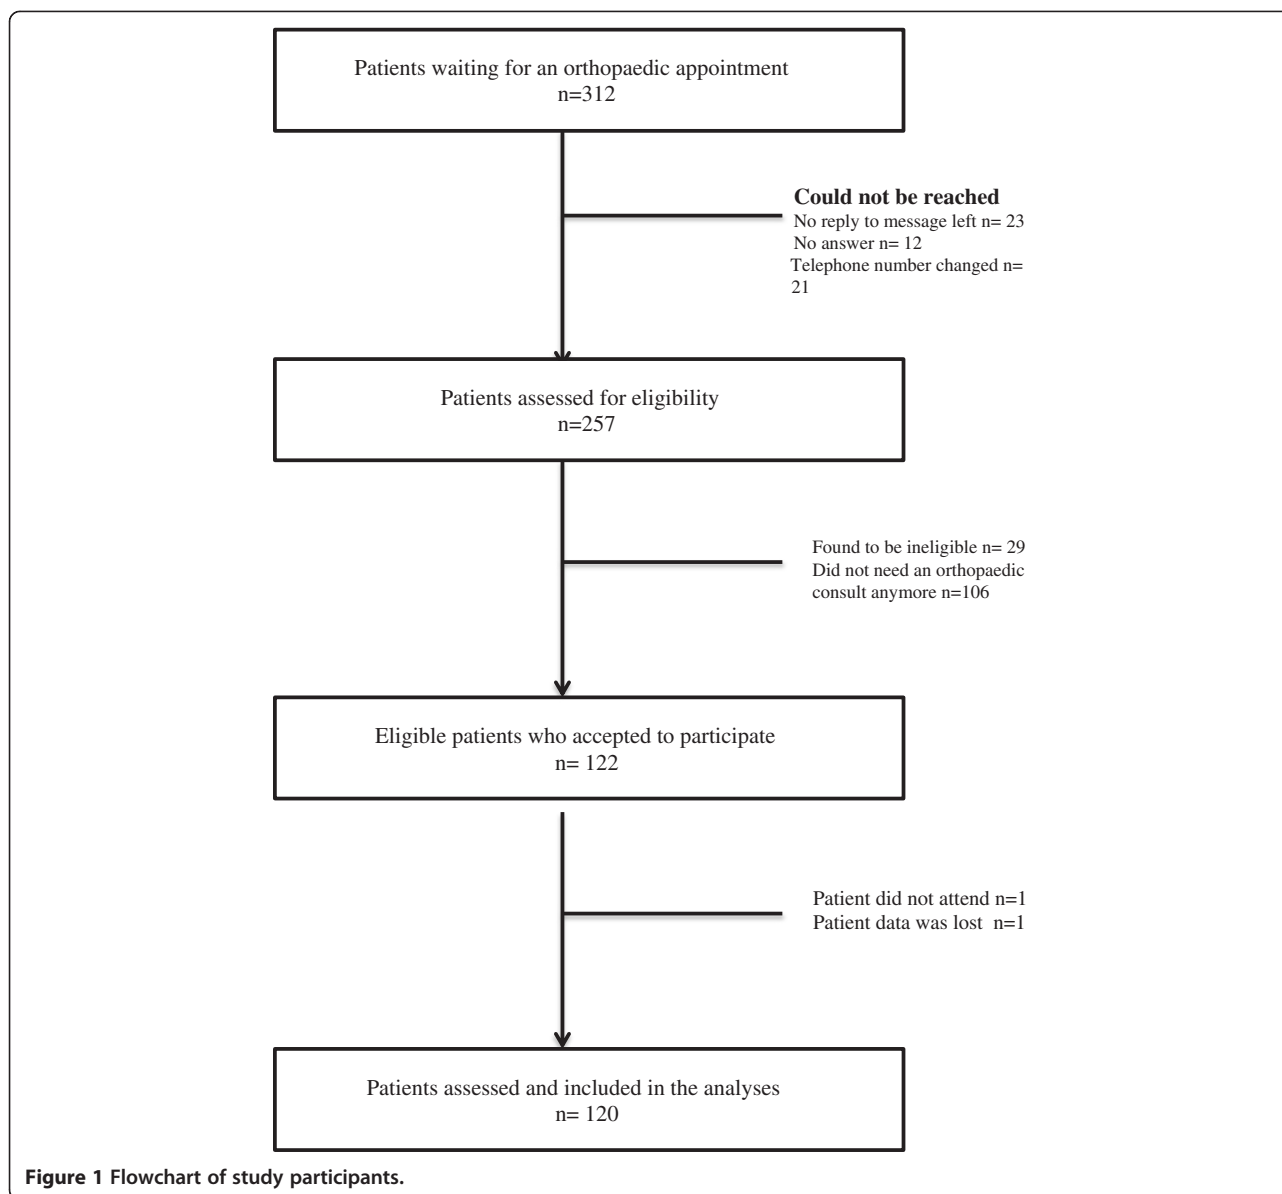 Patients waiting for an orthopaedic appointment
n=312
Could not be reached
No reply to message left n= 23
No answer n= 12
Telephone number changed n=
21
Patients assessed for eligibility
n=257
Found to be ineligible n= 29
Did not need an orthopaedic
consult anymore n=106
Eligible patients who accepted to participate
n= 122
Patient did not attend n=1
Patient data was lost n=1
Patients assessed and included in the analyses
n= 120
Figure 1 Flowchart of study participants.